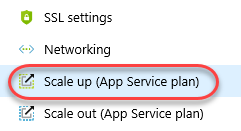 SSL settings
Networking
Scale up (App Service plan)
Scale out (App Service plan)